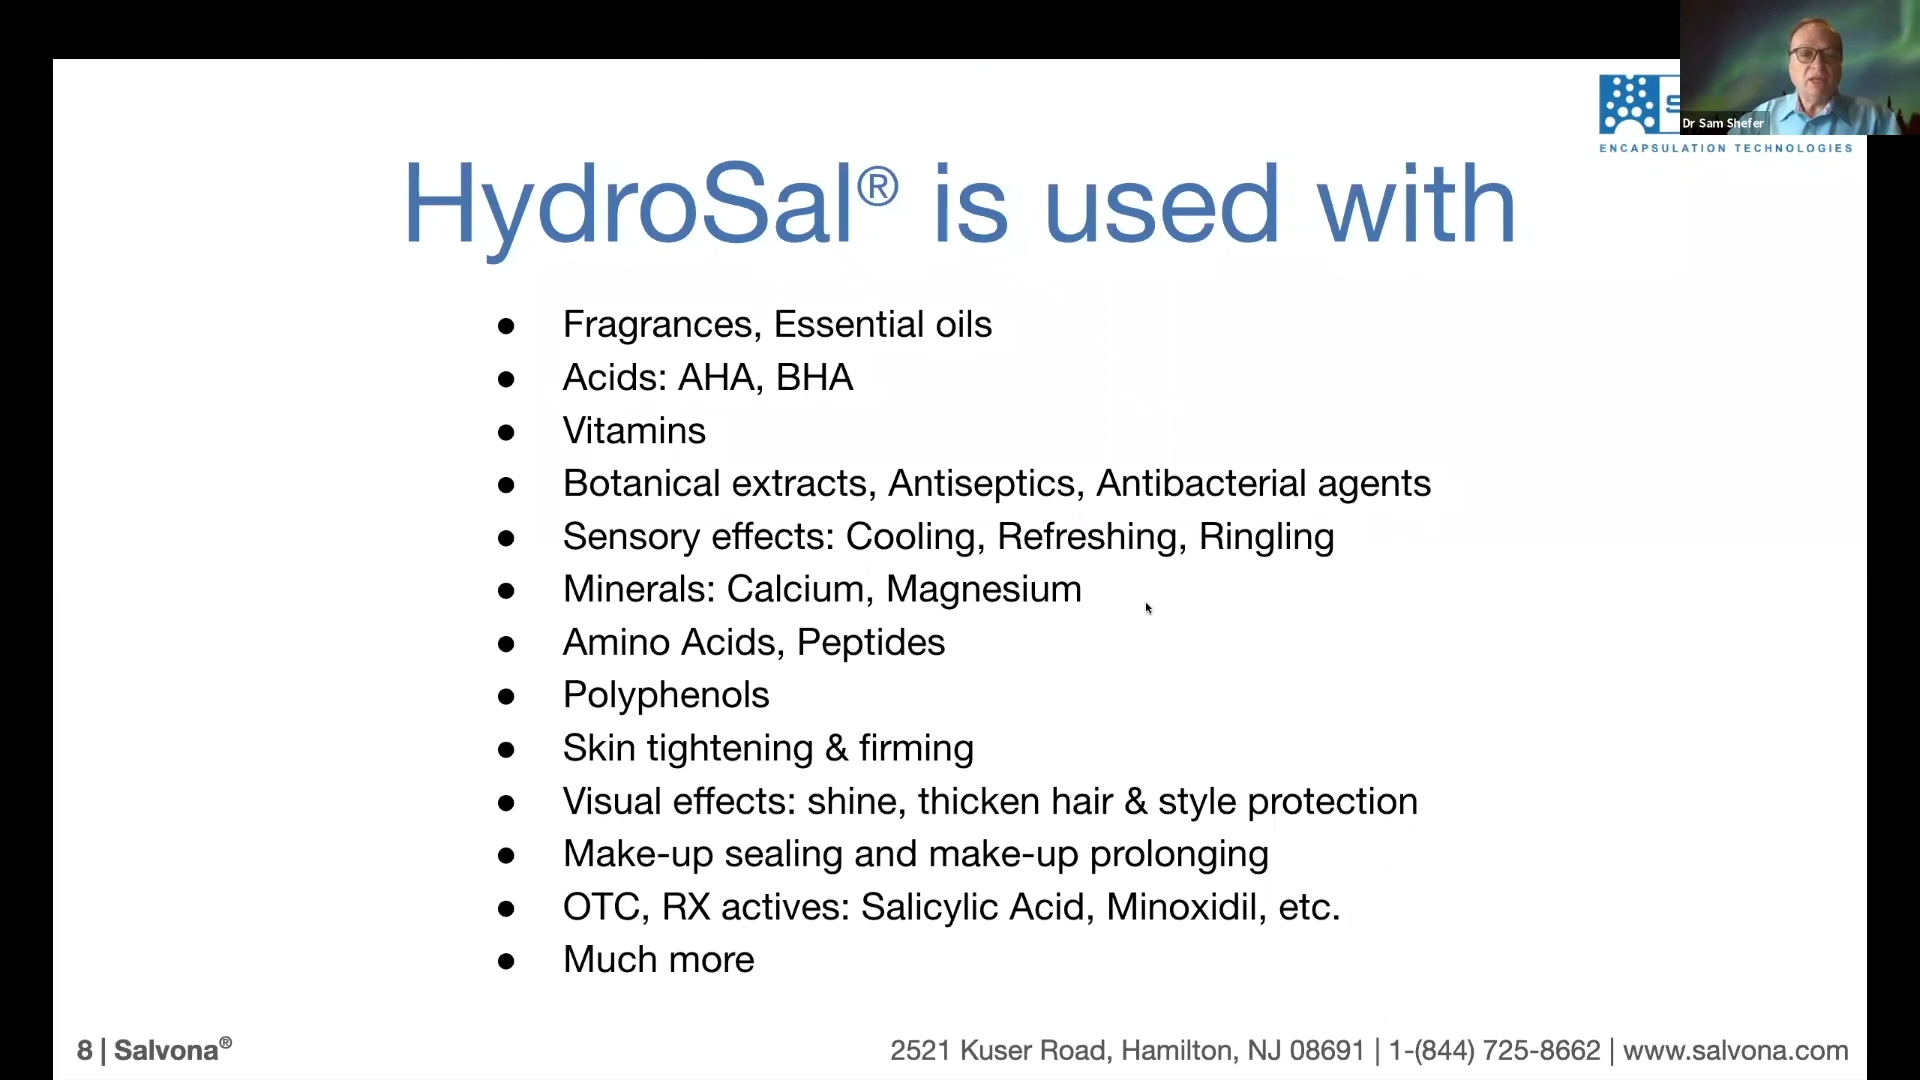 Dr Sam Shefer
ENCAPSULATION TECHNOLOGIES
HydroSal® is used with
● Fragrances, Essential oils
● Acids: AHA, BHA
● Vitamins
● Botanical extracts, Antiseptics, Antibacterial agents
● Sensory effects: Cooling, Refreshing, Ringling
● Minerals: Calcium, Magnesium
● Amino Acids, Peptides
● Polyphenols
● Skin tightening & firming
● Visual effects: shine, thicken hair & style protection
● Make-up sealing and make-up prolonging
● OTC, RX actives: Salicylic Acid, Minoxidil, etc.
● Much more
8 | Salvona®
2521 Kuser Road, Hamilton, NJ 08691 | 1-(844) 725-8662 | www.salvona.com